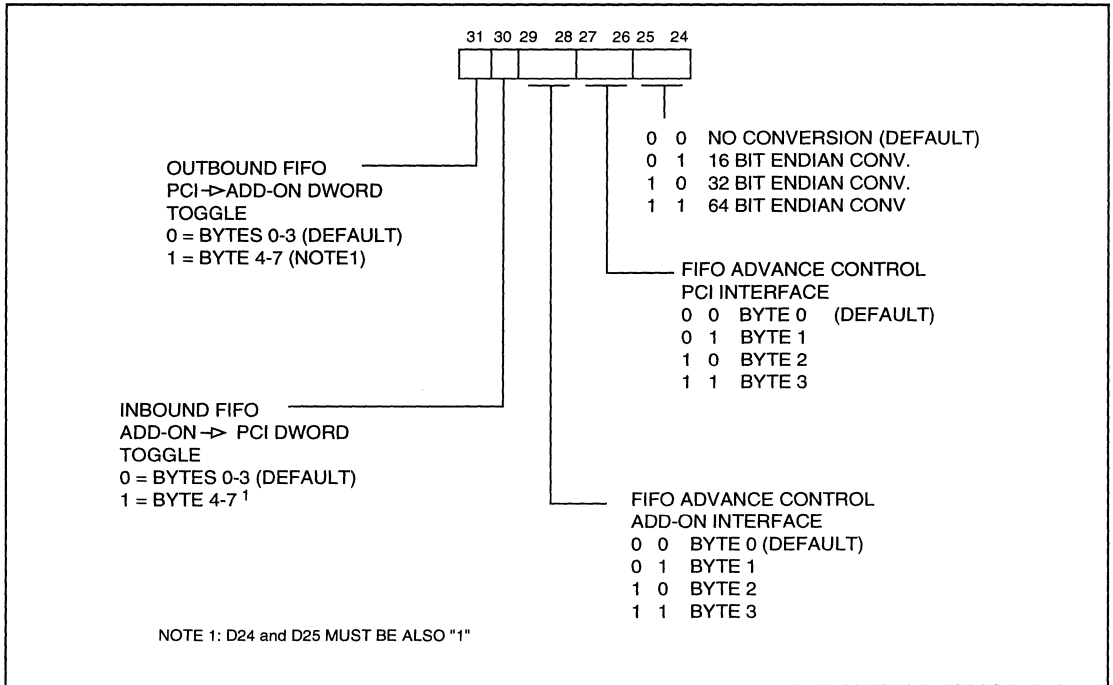 31 30 29 28 27 26 25 24
0 0 NO CONVERSION (DEFAULT)
0 1 16 BIT ENDIAN CONV.
1 0 32 BIT ENDIAN CONV.
1 1 64 BIT ENDIAN CONV
OUTBOUND FIFO
PCI -▷ADD-ON DWORD
TOGGLE
0 = BYTES 0-3 (DEFAULT)
1 = BYTE 4-7 (NOTE1)
FIFO ADVANCE CONTROL
PCI INTERFACE
0 0 BYTE 0 (DEFAULT)
0 1 BYTE 1
1 0 BYTE 2
1 1 BYTE 3
INBOUND FIFO
ADD-ON -▷ PCI DWORD
TOGGLE
0 = BYTES 0-3 (DEFAULT)
1 = BYTE 4-7 1
FIFO ADVANCE CONTROL
ADD-ON INTERFACE
0 0 BYTE 0 (DEFAULT)
0 1 BYTE 1
1 0 BYTE 2
1 1 BYTE 3
NOTE 1: D24 and D25 MUST BE ALSO "1"